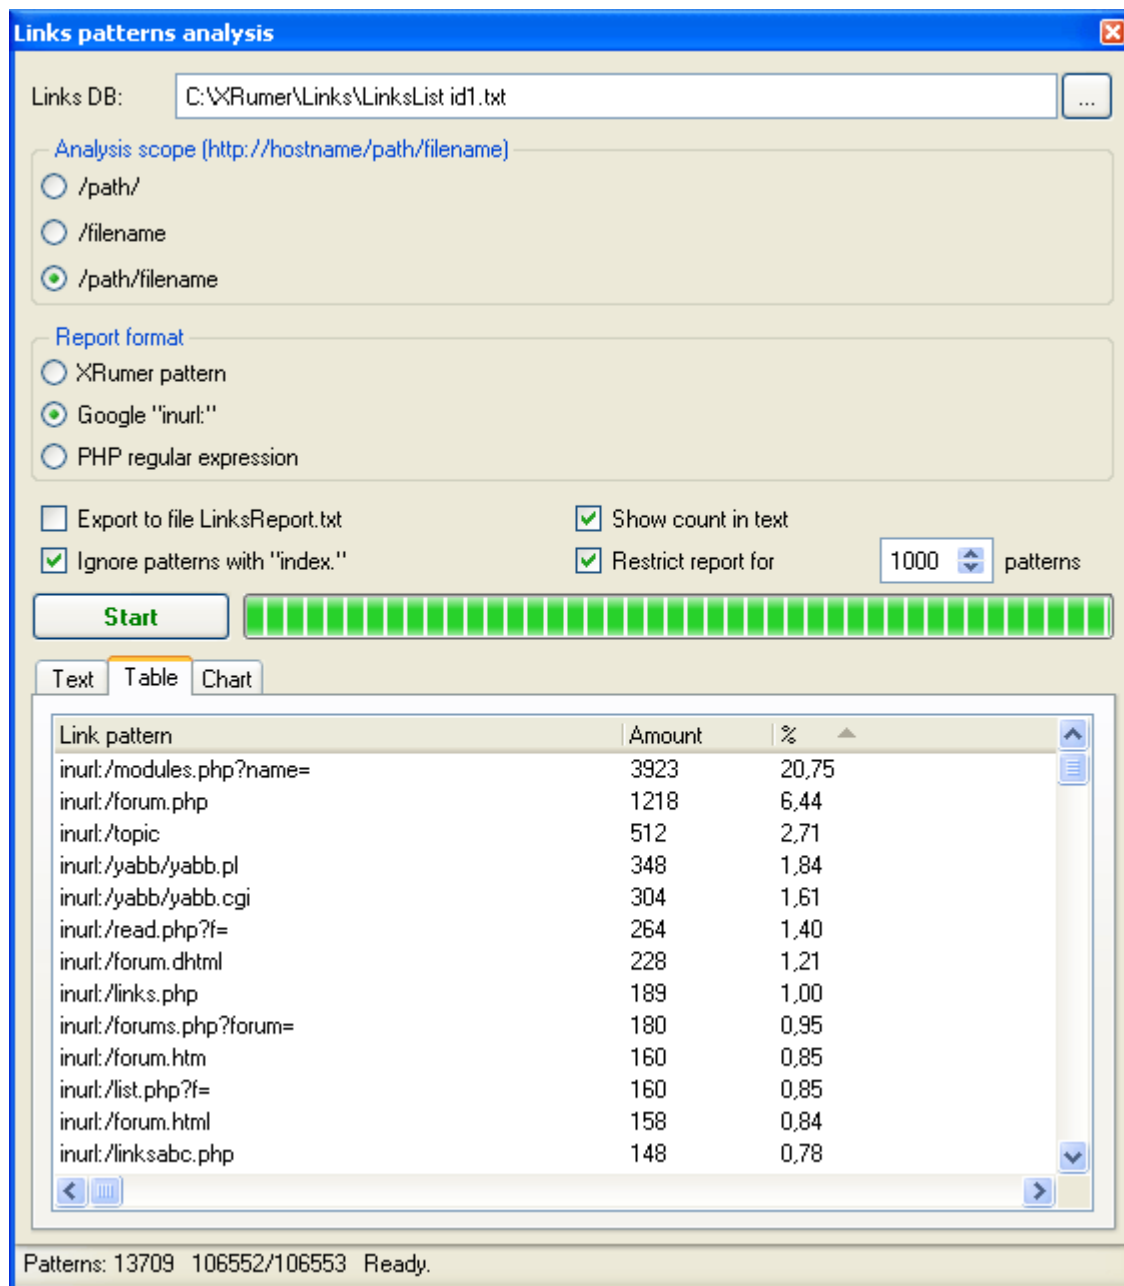 Links patterns analysis
Links DB: C:\XRumer\Links\LinksList id1.txt ...
Analysis scope (http://hostname/path/filename)
/path/
/filename
/path/filename
Report format
XRumer pattern
Google "inurl:"
PHP regular expression
Export to file LinksReport.txt Show count in text
Ignore patterns with "index." Restrict report for 1000 patterns
Start
Text Table Chart
Link pattern Amount %
inurl:/modules.php?name= 3923 20,75
inurl:/forum.php 1218 6,44
inurl:/topic 512 2,71
inurl:/yabb/yabb.pl 348 1,84
inurl:/yabb/yabb.cgi 304 1,61
inurl:/read.php?f= 264 1,40
inurl:/forum.dhtml 228 1,21
inurl:/links.php 189 1,00
inurl:/forums.php?forum= 180 0,95
inurl:/forum.htm 160 0,85
inurl:/list.php?f= 160 0,85
inurl:/forum.html 158 0,84
inurl:/linksabc.php 148 0,78
Patterns: 13709 106552/106553 Ready.